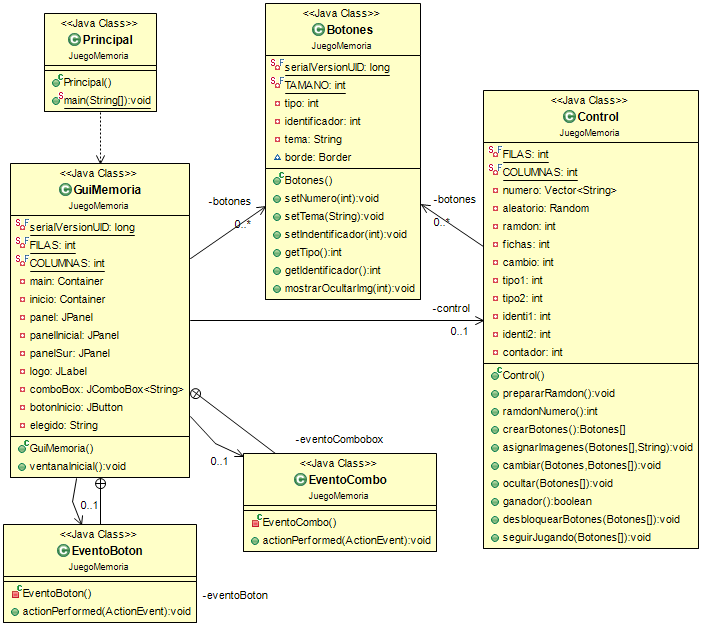 <<Java Class>>
Principal
JuegoMemoria
Principal()
main(String[]):void
<<Java Class>>
Botones
JuegoMemoria
serialVersionUID: long
TAMANO: int
tipo: int
identificador: int
tema: String
borde: Border
Botones()
setNumero(int):void
setTema(String):void
setIndentificador(int):void
getTipo():int
getIdentificador():int
mostrarOcultarImg(int):void
<<Java Class>>
Control
JuegoMemoria
FILAS: int
COLUMNAS: int
numero: Vector<String>
aleatorio: Random
ramdon: int
fichas: int
cambio: int
tipo1: int
tipo2: int
identi1: int
identi2: int
contador: int
Control()
prepararRamdon():void
ramdonNumero():int
crearBotones():Botones[]
asignarImagenes(Botones[],String):void
cambiar(Botones,Botones[]):void
ocultar(Botones[]):void
ganador():boolean
desbloquearBotones(Botones[]):void
seguirJugando(Botones[]):void
<<Java Class>>
GuiMemoria
JuegoMemoria
serialVersionUID: long
FILAS: int
COLUMNAS: int
main: Container
inicio: Container
panel: JPanel
panelInicial: JPanel
panelSur: JPanel
logo: JLabel
comboBox: JComboBox<String>
botonInicio: JButton
elegido: String
GuiMemoria()
ventanaInicial():void
-botones
0..*
-botones
0..*
-control
0..1
-eventoCombobox
0..1
<<Java Class>>
EventoCombo
JuegoMemoria
EventoCombo()
actionPerformed(ActionEvent):void
0..1
<<Java Class>>
EventoBoton
JuegoMemoria
EventoBoton()
actionPerformed(ActionEvent):void
-eventoBoton